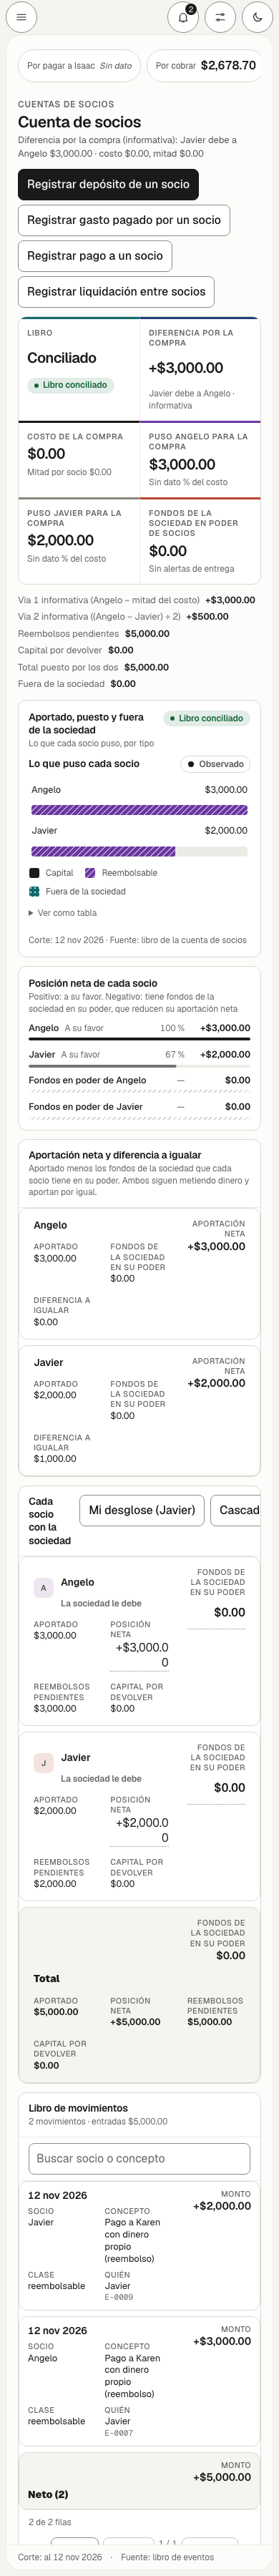 2
Por pagar a Isaac Sin dato
Por cobrar $2,678.70
CUENTAS DE SOCIOS
Cuenta de socios
Diferencia por la compra (informativa): Javier debe a
Angelo $3,000.00 · costo $0.00, mitad $0.00
Registrar depósito de un socio
Registrar gasto pagado por un socio
Registrar pago a un socio
Registrar liquidación entre socios
LIBRO
Conciliado
Libro conciliado
DIFERENCIA POR LA
COMPRA
+$3,000.00
Javier debe a Angelo ·
informativa
COSTO DE LA COMPRA
$0.00
Mitad por socio $0.00
PUSO ANGELO PARA LA
COMPRA
$3,000.00
Sin dato % del costo
PUSO JAVIER PARA LA
COMPRA
$2,000.00
Sin dato % del costo
FONDOS DE LA
SOCIEDAD EN PODER
DE SOCIOS
$0.00
Sin alertas de entrega
Vía 1 informativa (Angelo – mitad del costo) +$3,000.00
Vía 2 informativa ((Angelo – Javier) ÷ 2) +$500.00
Reembolsos pendientes $5,000.00
Capital por devolver $0.00
Total puesto por los dos $5,000.00
Fuera de la sociedad $0.00
Aportado, puesto y fuera
de la sociedad
Libro conciliado
Lo que cada socio puso, por tipo
Lo que puso cada socio
Observado
Angelo $3,000.00
Javier $2,000.00
Capital Reembolsable
Fuera de la sociedad
Ver como tabla
Corte: 12 nov 2026 · Fuente: libro de la cuenta de socios
Posición neta de cada socio
Positivo: a su favor. Negativo: tiene fondos de la
sociedad en su poder, que reducen su aportación neta
Angelo A su favor 100 % +$3,000.00
Javier A su favor 67 % +$2,000.00
Fondos en poder de Angelo — $0.00
Fondos en poder de Javier — $0.00
Aportación neta y diferencia a igualar
Aportado menos los fondos de la sociedad que cada
socio tiene en su poder. Ambos siguen metiendo dinero y
aportan por igual.
Angelo
APORTACIÓN
NETA
+$3,000.00
APORTADO
$3,000.00
FONDOS DE
LA SOCIEDAD
EN SU PODER
$0.00
DIFERENCIA A
IGUALAR
$0.00
Javier
APORTACIÓN
NETA
+$2,000.00
APORTADO
$2,000.00
FONDOS DE
LA SOCIEDAD
EN SU PODER
$0.00
DIFERENCIA A
IGUALAR
$1,000.00
Cada
socio
con la
sociedad
Mi desglose (Javier)
Cascad
A
Angelo
La sociedad le debe
FONDOS DE
LA SOCIEDAD
EN SU PODER
$0.00
APORTADO
$3,000.00
POSICIÓN
NETA
+$3,000.0
0
REEMBOLSOS
PENDIENTES
$3,000.00
CAPITAL POR
DEVOLVER
$0.00
J
Javier
La sociedad le debe
FONDOS DE
LA SOCIEDAD
EN SU PODER
$0.00
APORTADO
$2,000.00
POSICIÓN
NETA
+$2,000.0
0
REEMBOLSOS
PENDIENTES
$2,000.00
CAPITAL POR
DEVOLVER
$0.00
FONDOS DE
LA SOCIEDAD
EN SU PODER
$0.00
Total
APORTADO
$5,000.00
POSICIÓN
NETA
+$5,000.00
REEMBOLSOS
PENDIENTES
$5,000.00
CAPITAL POR
DEVOLVER
$0.00
Libro de movimientos
2 movimientos · entradas $5,000.00
Buscar socio o concepto
12 nov 2026
MONTO
+$2,000.00
SOCIO
Javier
CONCEPTO
Pago a Karen
con dinero
propio
(reembolso)
CLASE
reembolsable
QUIÉN
Javier
E-0009
12 nov 2026
MONTO
+$3,000.00
SOCIO
Angelo
CONCEPTO
Pago a Karen
con dinero
propio
(reembolso)
CLASE
reembolsable
QUIÉN
Javier
E-0007
MONTO
+$5,000.00
Neto (2)
2 de 2 filas
1 / 1
Corte: al 12 nov 2026 · Fuente: libro de eventos